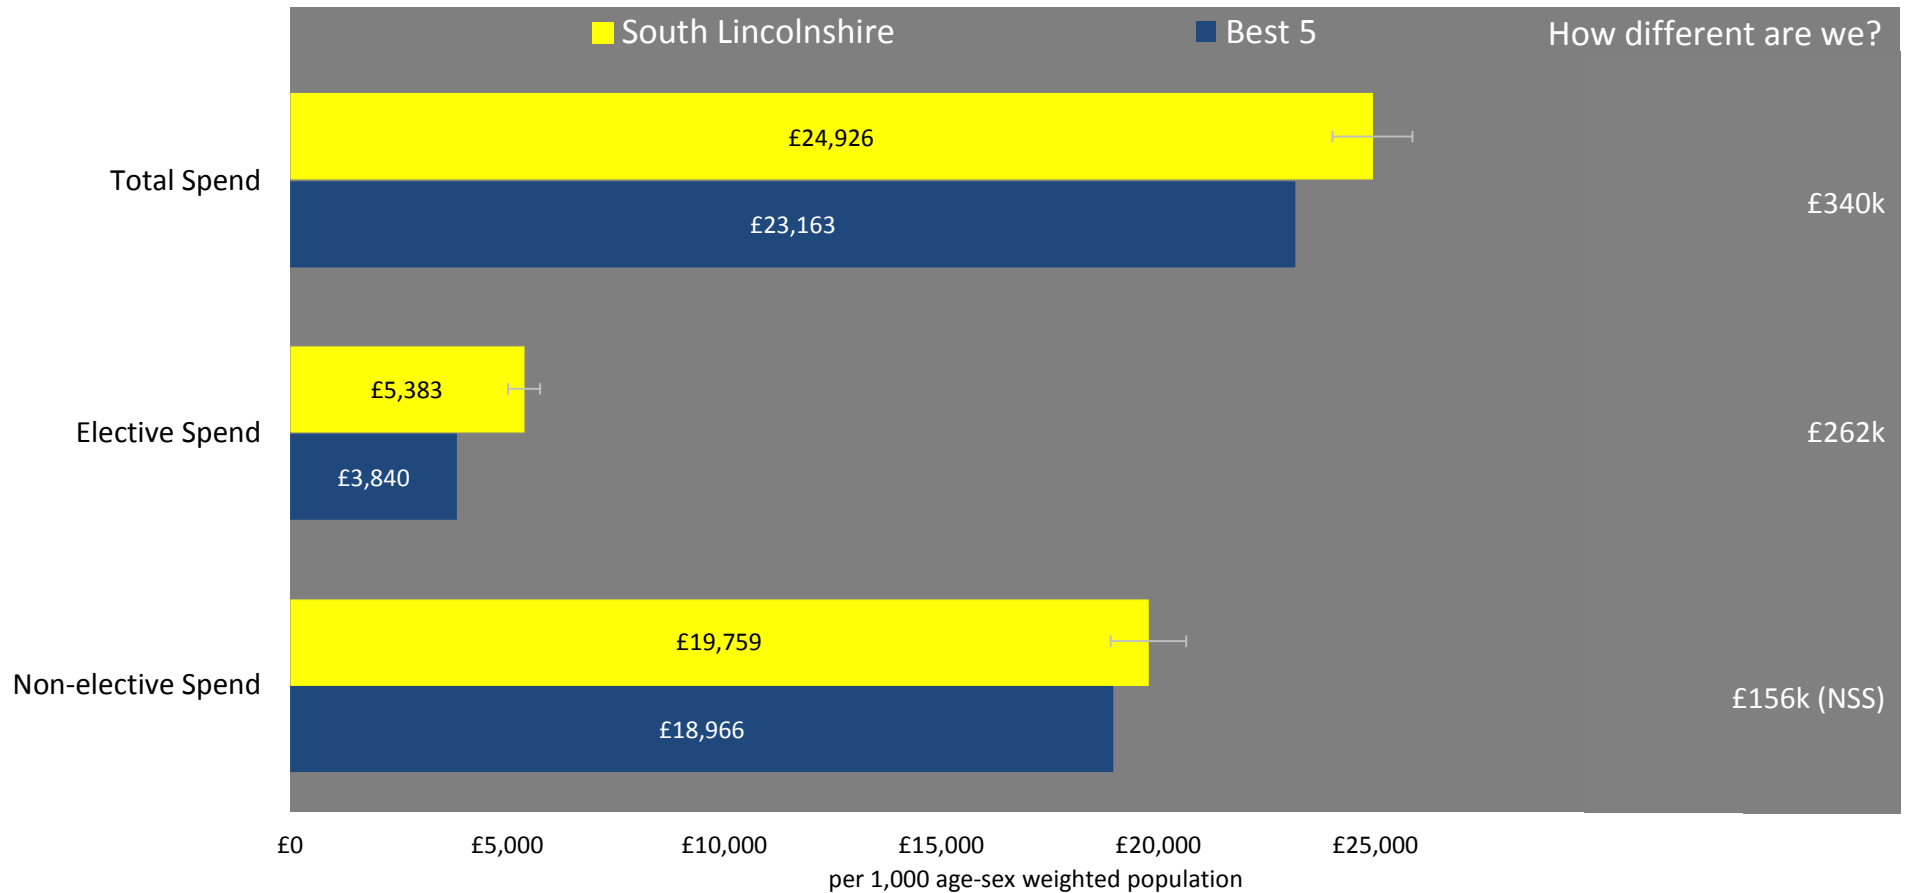 South Lincolnshire Best 5 How different are we?
Total Spend
£24,926
£23,163
£340k
Elective Spend
£5,383
£3,840
£262k
Non-elective Spend
£19,759
£18,966
£156k (NSS)
£0 £5,000 £10,000 £15,000 £20,000 £25,000
per 1,000 age-sex weighted population